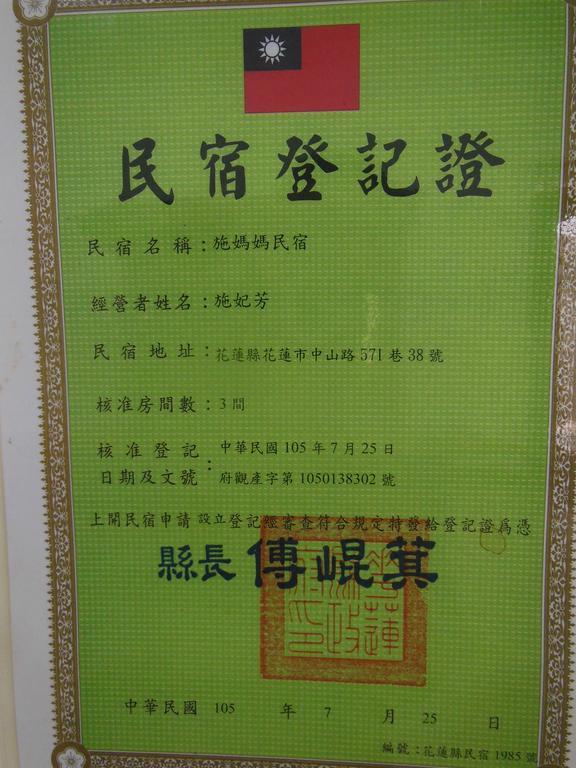 民宿登記證
民宿名稱：施媽媽民宿
經營者姓名：施妃芳
民宿地址：花蓮縣花蓮市中山路571巷38號
核准房間數：3間
核准登記：中華民國105年7月25日
日期及文號 府觀產字第1050138302號
上開民宿申請設立登記經審查符合規定特發給登記證為憑
縣長 傅崐萁
中華民國 105 年 7 月 25 日
編號：花蓮縣民宿1985號